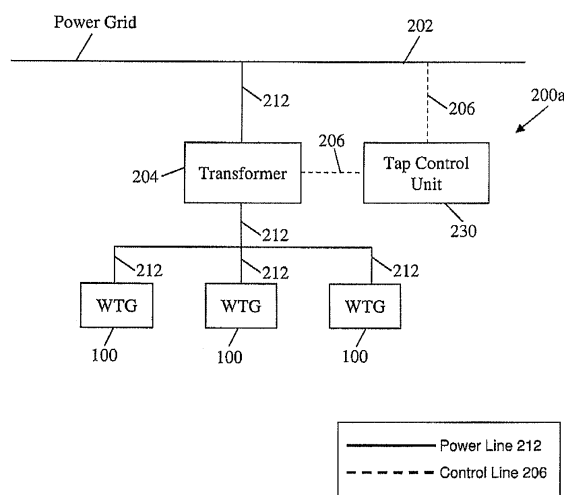 Power Grid
202
212
206
200a
204
Transformer
206
Tap Control
Unit
230
212
212
212
212
WTG
WTG
WTG
100
100
100
Power Line 212
Control Line 206